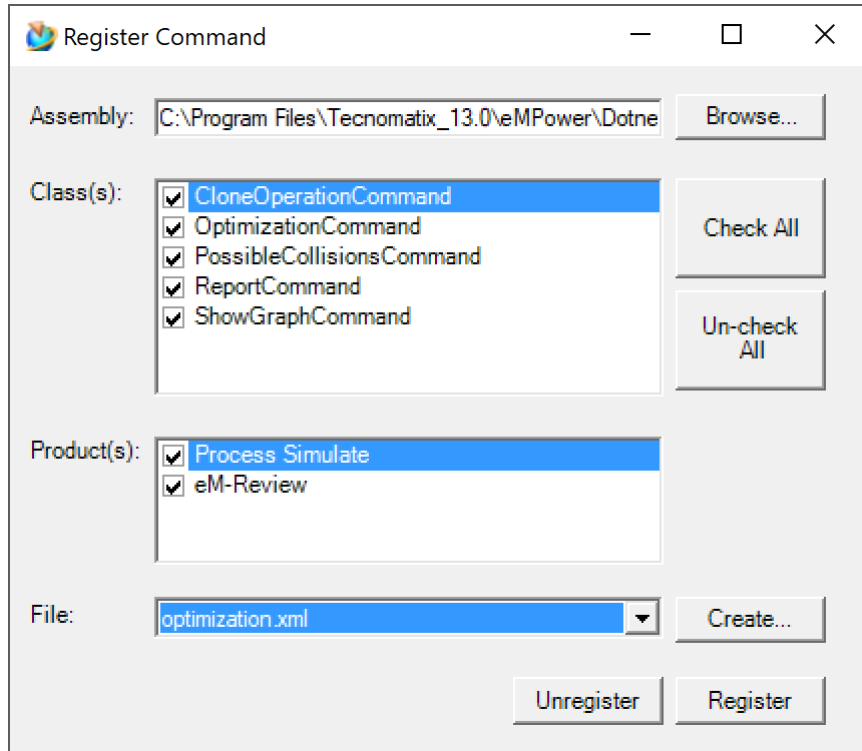 Register Command
Assembly: C:\Program Files\Tecnomatix_13.0\eMPower\Dotne Browse...
Class(s): CloneOperationCommand
OptimizationCommand
PossibleCollisionsCommand
ReportCommand
ShowGraphCommand
Check All
Un-check
All
Product(s): Process Simulate
eM-Review
File: optimization.xml Create...
Unregister Register